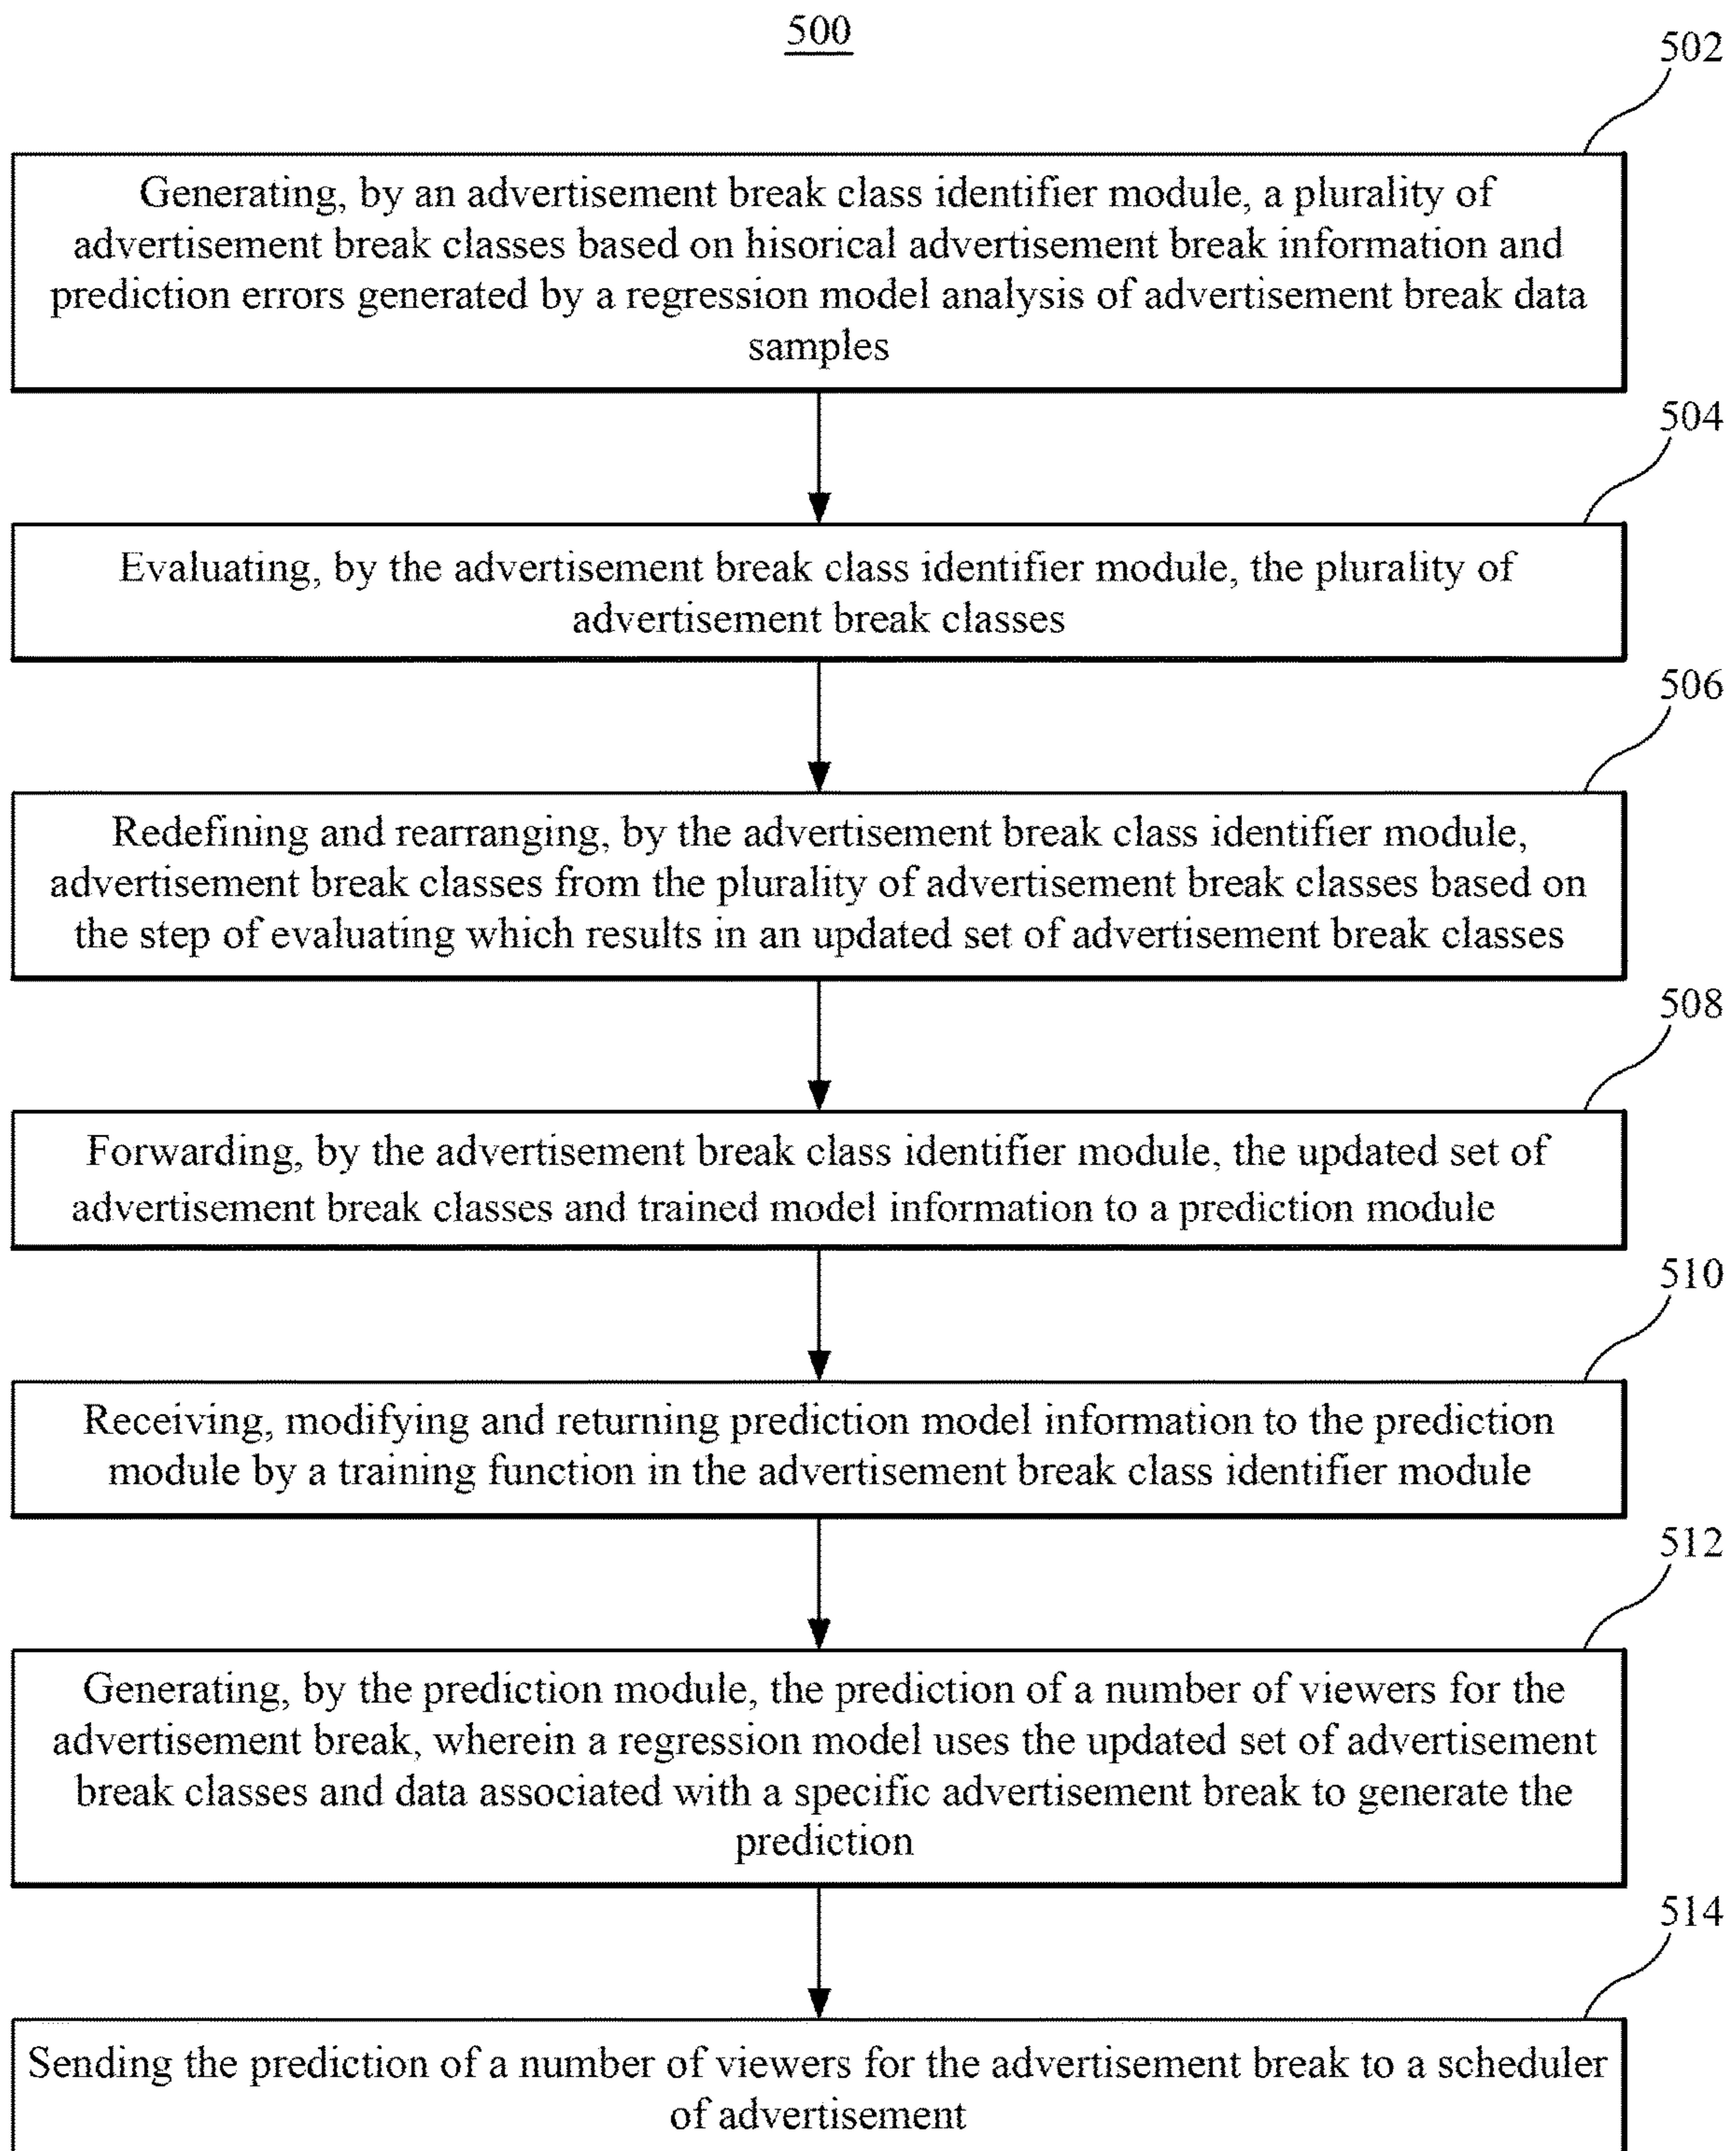 500
502
Generating, by an advertisement break class identifier module, a plurality of
advertisement break classes based on hisorical advertisement break information and
prediction errors generated by a regression model analysis of advertisement break data
samples
504
Evaluating, by the advertisement break class identifier module, the plurality of
advertisement break classes
506
Redefining and rearranging, by the advertisement break class identifier module,
advertisement break classes from the plurality of advertisement break classes based on
the step of evaluating which results in an updated set of advertisement break classes
508
Forwarding, by the advertisement break class identifier module, the updated set of
advertisement break classes and trained model information to a prediction module
510
Receiving, modifying and returning prediction model information to the prediction
module by a training function in the advertisement break class identifier module
512
Generating, by the prediction module, the prediction of a number of viewers for the
advertisement break, wherein a regression model uses the updated set of advertisement
break classes and data associated with a specific advertisement break to generate the
prediction
514
Sending the prediction of a number of viewers for the advertisement break to a scheduler
of advertisement